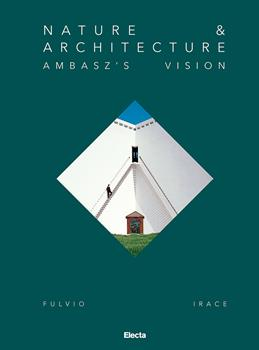 NATURE &
ARCHITECTURE
AMBASZ'S VISION
FULVIO IRACE
Electa